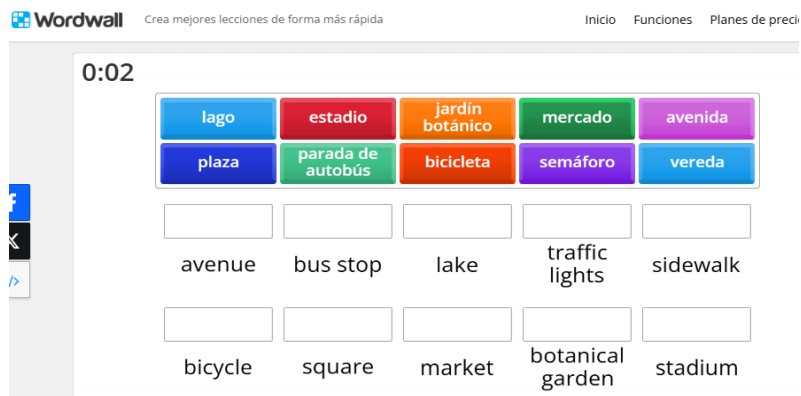 Wordwall Crea mejores lecciones de forma más rápida Inicio Funciones Planes de
0:02
lago estadio jardín botánico mercado avenida
plaza parada de autobús bicicleta semáforo vereda
avenue bus stop lake traffic lights sidewalk
bicycle square market botanical garden stadium